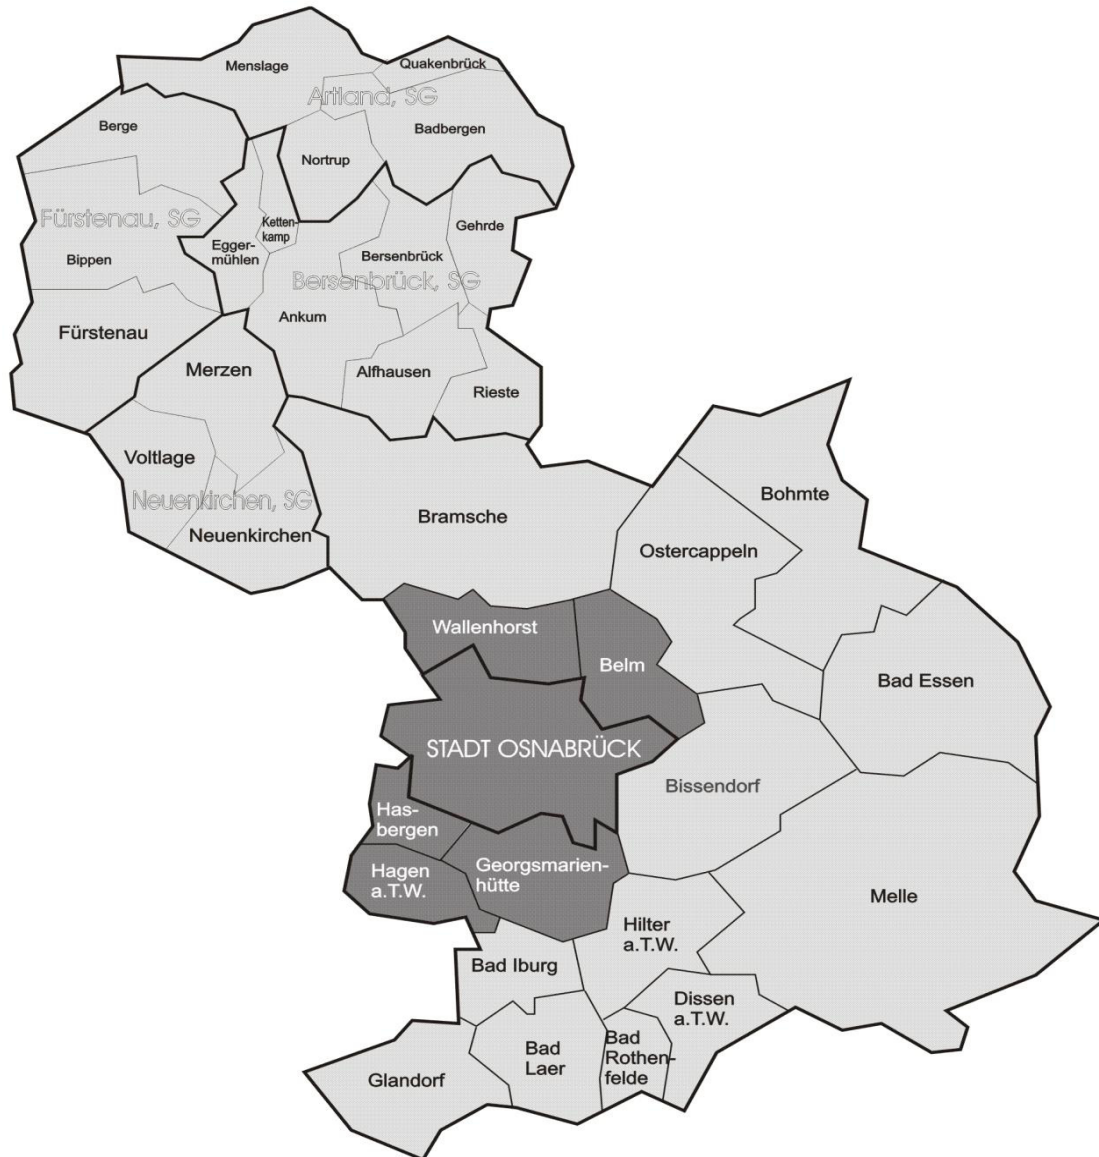 Menslage
Quakenbrück
Artland, SG
Berge
Badbergen
Nortrup
Fürstenau, SG
Ketten-
kamp
Gehrde
Egger-
mühlen
Bippen
Bersenbrück
Bersenbrück, SG
Ankum
Fürstenau
Merzen
Alfhausen
Rieste
Voltlage
Neuenkirchen, SG
Neuenkirchen
Bramsche
Bohmte
Ostercappeln
Wallenhorst
Belm
Bad Essen
STADT OSNABRÜCK
Bissendorf
Has-
bergen
Hagen
a.T.W.
Georgsmarien-
hütte
Melle
Hilter
a.T.W.
Bad Iburg
Dissen
a.T.W.
Bad
Laer
Bad
Rothen-
felde
Glandorf